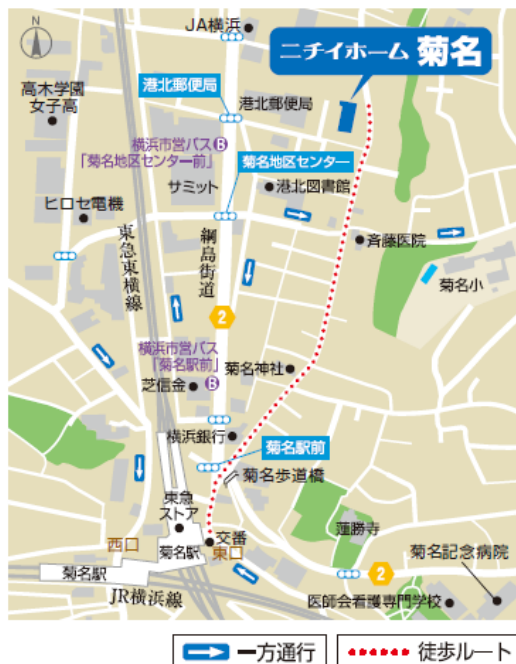 N
JA横浜
ニチイホーム 菊名
高木学園
女子高
港北郵便局
港北郵便局
横浜市営バス B
「菊名地区センター前」
菊名地区センター
サミット
港北図書館
ヒロセ電機
斉藤医院
東急東横線
綱島街道
菊名小
2
横浜市営バス
「菊名駅前」
菊名神社
芝信金
B
横浜銀行
菊名駅前
菊名歩道橋
東急
ストア
蓮勝寺
交番
西口
菊名駅
東口
菊名記念病院
菊名駅
2
JR横浜線
医師会看護専門学校
一方通行
徒歩ルート